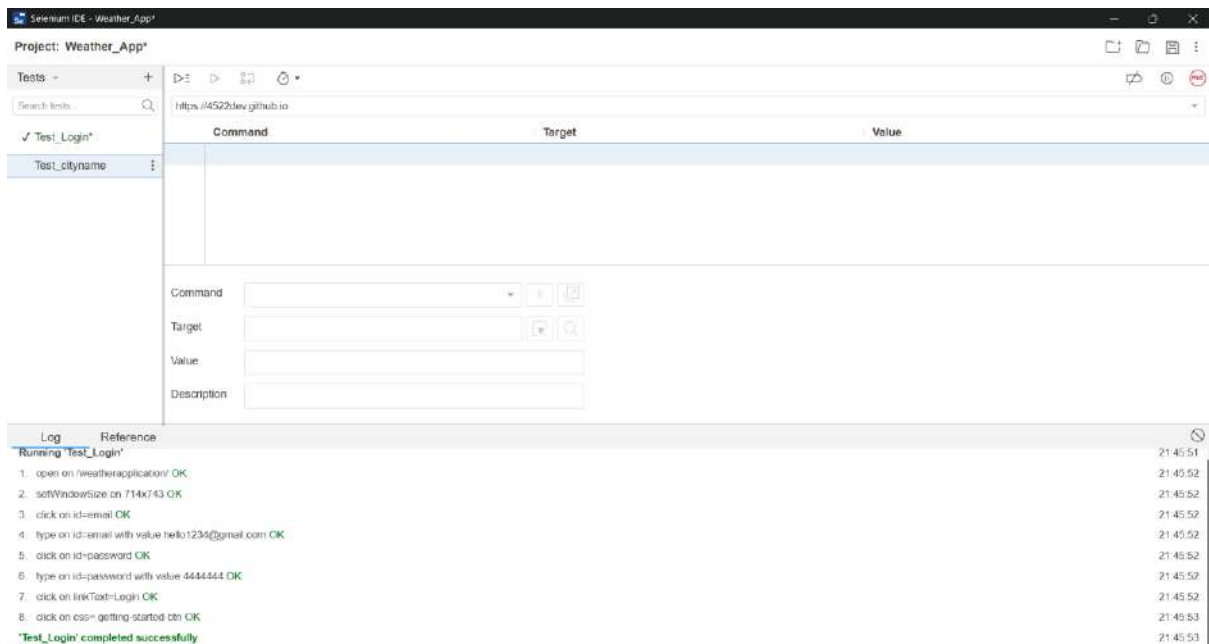 Selenium IDE - Weather_App*
Project: Weather_App*
Tests
Search tests...
https://4522dev.github.io
Command Target Value
✓ Test_Login*
Test_cityname
Command
Target
Value
Description
Log Reference
Running 'Test_Login' 21:45:51
1. open on /weatherapplication/ OK 21:45:52
2. setWindowSize on 714x743 OK 21:45:52
3. click on id=email OK 21:45:52
4. type on id=email with value hello1234@gmail.com OK 21:45:52
5. click on id=password OK 21:45:52
6. type on id=password with value 4444444 OK 21:45:52
7. click on linkText=Login OK 21:45:52
8. click on css=.getting-started-btn OK 21:45:53
'Test_Login' completed successfully 21:45:53